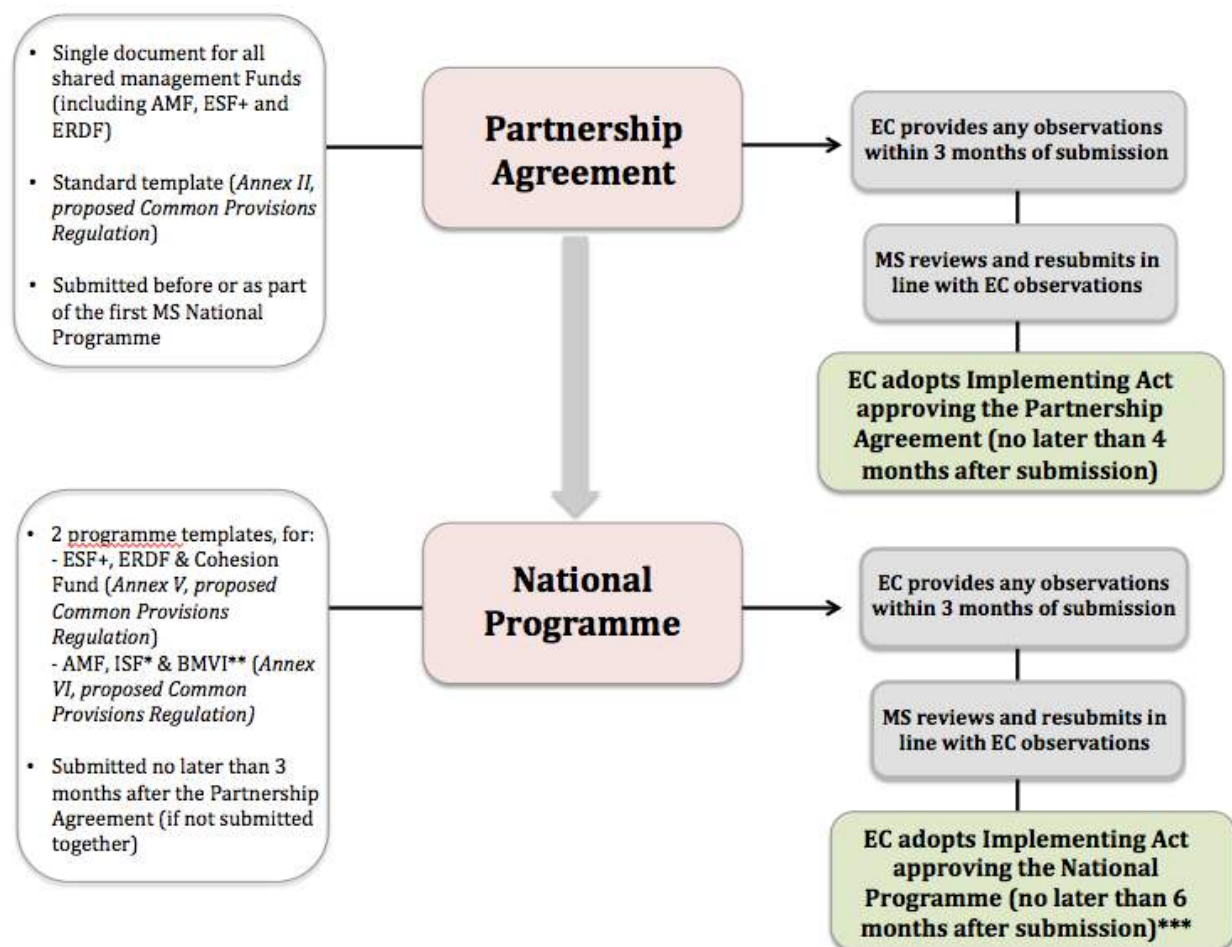 • Single document for all
shared management Funds
(including AMF, ESF+ and
ERDF)
• Standard template (Annex II,
proposed Common Provisions
Regulation)
• Submitted before or as part
of the first MS National
Programme
Partnership
Agreement
EC provides any observations
within 3 months of submission
MS reviews and resubmits in
line with EC observations
EC adopts Implementing Act
approving the Partnership
Agreement (no later than 4
months after submission)
• 2 programme templates, for:
- ESF+, ERDF & Cohesion
Fund (Annex V, proposed
Common Provisions
Regulation)
- AMF, ISF* & BMVI** (Annex
VI, proposed Common
Provisions Regulation)
• Submitted no later than 3
months after the Partnership
Agreement (if not submitted
together)
National
Programme
EC provides any observations
within 3 months of submission
MS reviews and resubmits in
line with EC observations
EC adopts Implementing Act
approving the National
Programme (no later than 6
months after submission)***